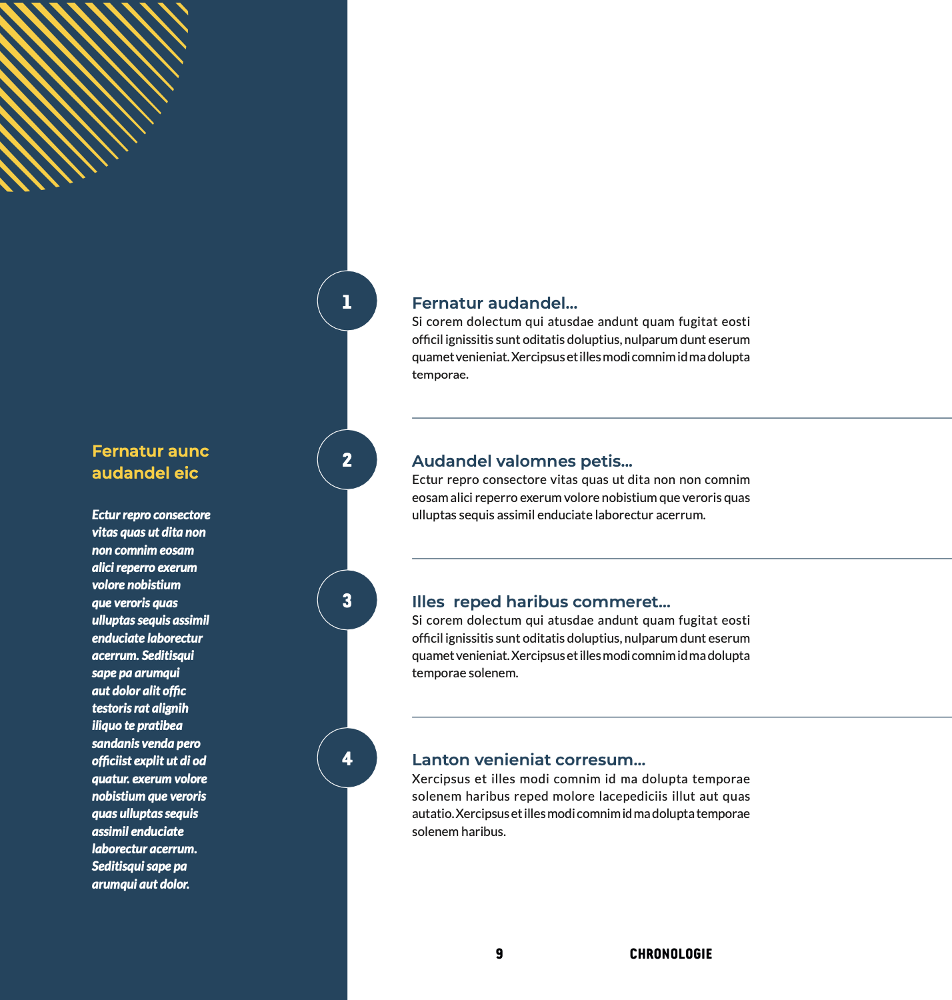 Fernatur aunc
audandel eic
Ectur repro consectore
vitas quas ut dita non
non comnim eosam
alici reperro exerum
volore nobistium
que veroris quas
ulluptas sequis assimil
enduciate laborectur
acerrum. Seditisqui
sape pa arumqui
aut dolor alit offic
testoris rat alignih
iliquo te pratibea
sandanis venda pero
officiist explit ut di od
quatur. exerum volore
nobistium que veroris
quas ulluptas sequis
assimil enduciate
laborectur acerrum.
Seditisqui sape pa
arumqui aut dolor.
1
Fernatur audandel...
Si corem dolectum qui atusdae andunt quam fugitat eosti
officil ignissitis sunt oditatis doluptius, nulparum dunt eserum
quamet venieniat. Xercipsus et illes modi comnim id ma dolupta
temporae.
2
Audandel valomnes petis...
Ectur repro consectore vitas quas ut dita non non comnim
eosam alici reperro exerum volore nobistium que veroris quas
ulluptas sequis assimil enduciate laborectur acerrum.
3
Illes  reped haribus commeret...
Si corem dolectum qui atusdae andunt quam fugitat eosti
officil ignissitis sunt oditatis doluptius, nulparum dunt eserum
quamet venieniat. Xercipsus et illes modi comnim id ma dolupta
temporae solenem.
4
Lanton venieniat corresum...
Xercipsus et illes modi comnim id ma dolupta temporae
solenem haribus reped molore lacepediciis illut aut quas
autatio. Xercipsus et illes modi comnim id ma dolupta temporae
solenem haribus.
9 CHRONOLOGIE